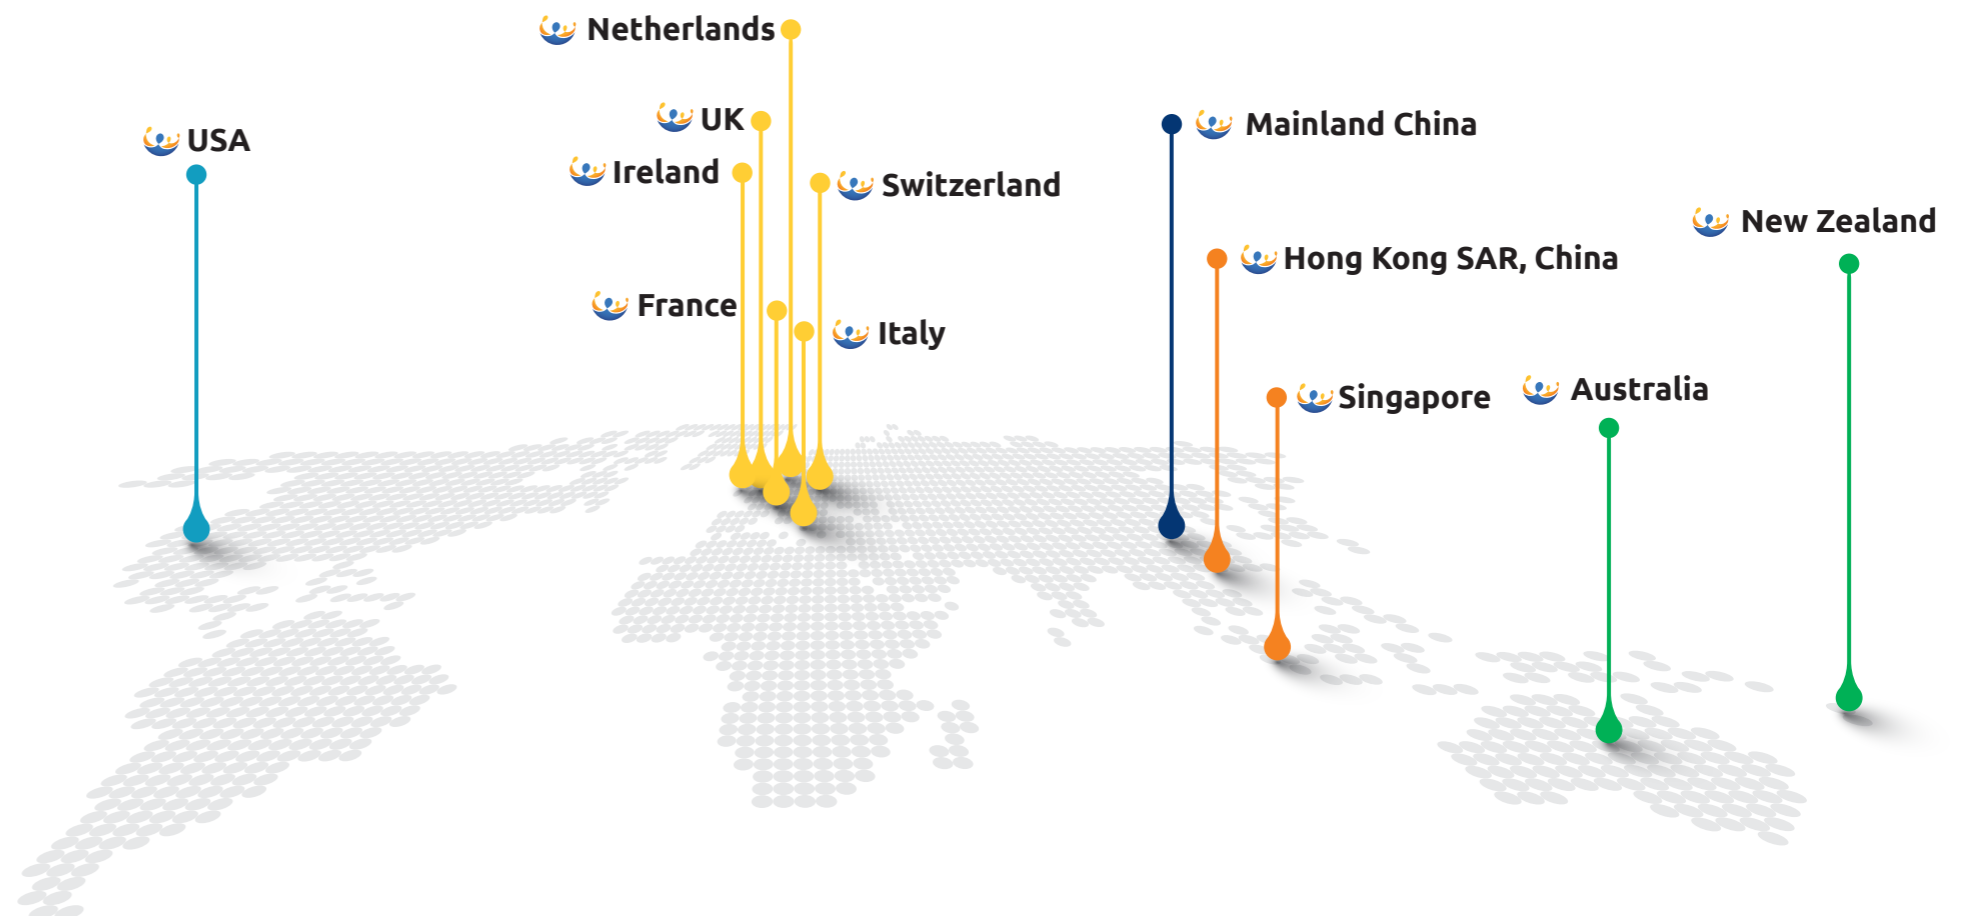 Netherlands
UK
USA
Ireland
Switzerland
France
Italy
Mainland China
Hong Kong SAR, China
Singapore
Australia
New Zealand